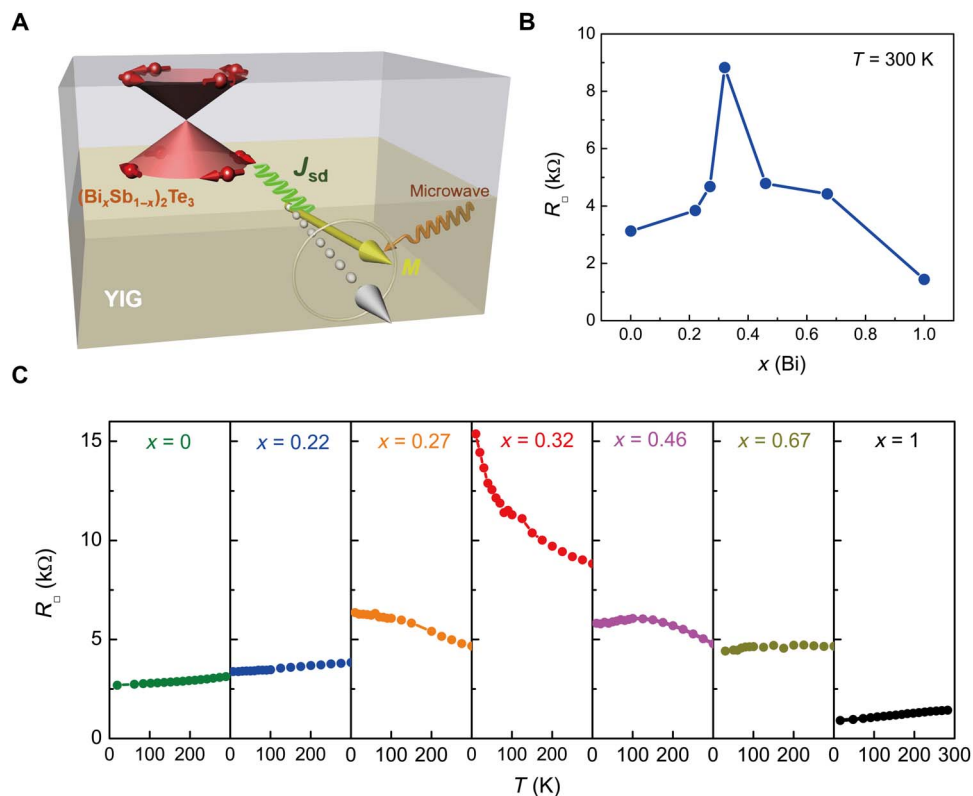 A
J_sd
(Bi_xSb_1−x)_2Te_3
Microwave
M
YIG
B
T = 300 K
R□ (kΩ)
10
8
6
4
2
0
0.0 0.2 0.4 0.6 0.8 1.0
x (Bi)
C
x = 0 x = 0.22 x = 0.27 x = 0.32 x = 0.46 x = 0.67 x = 1
R□ (kΩ)
15
10
5
0
0 100 200 0 100 200 0 100 200 0 100 200 0 100 200 0 100 200 0 100 200 300
T (K)